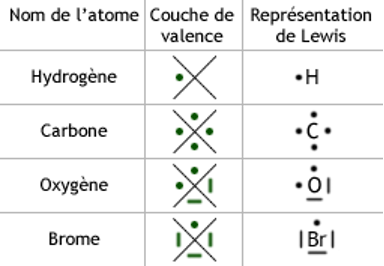 Nom de l'atome
Couche de
valence
Représentation
de Lewis
Hydrogène
•H
Carbone
•C•
Oxygène
•O|
Brome
|Br|